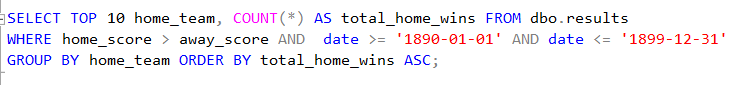 SELECT TOP 10 home_team, COUNT(*) AS total_home_wins FROM dbo.results
WHERE home_score > away_score AND  date >= '1890-01-01' AND date <= '1899-12-31'
GROUP BY home_team ORDER BY total_home_wins ASC;